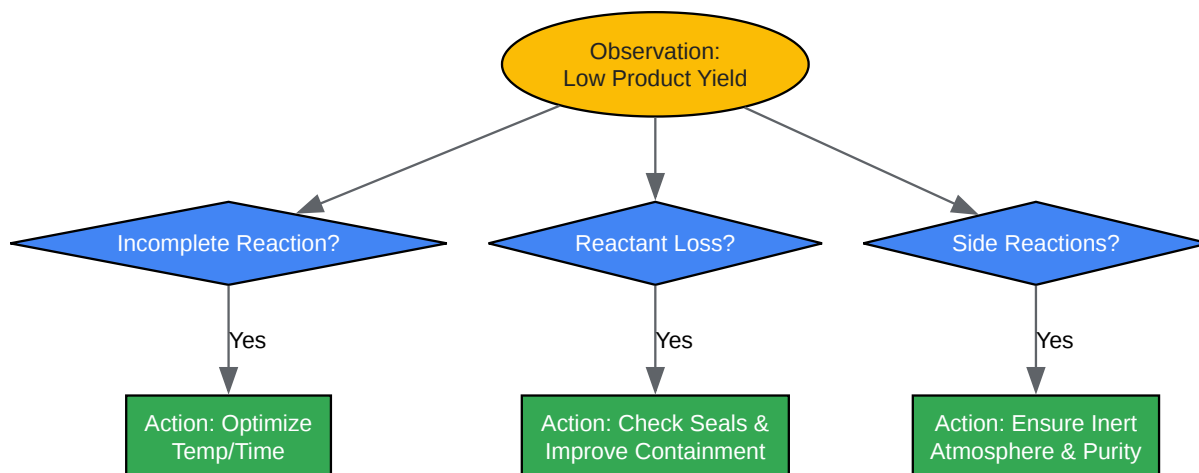 Observation:
Low Product Yield
Incomplete Reaction?
Reactant Loss?
Side Reactions?
Yes
Yes
Yes
Action: Optimize
Temp/Time
Action: Check Seals &
Improve Containment
Action: Ensure Inert
Atmosphere & Purity